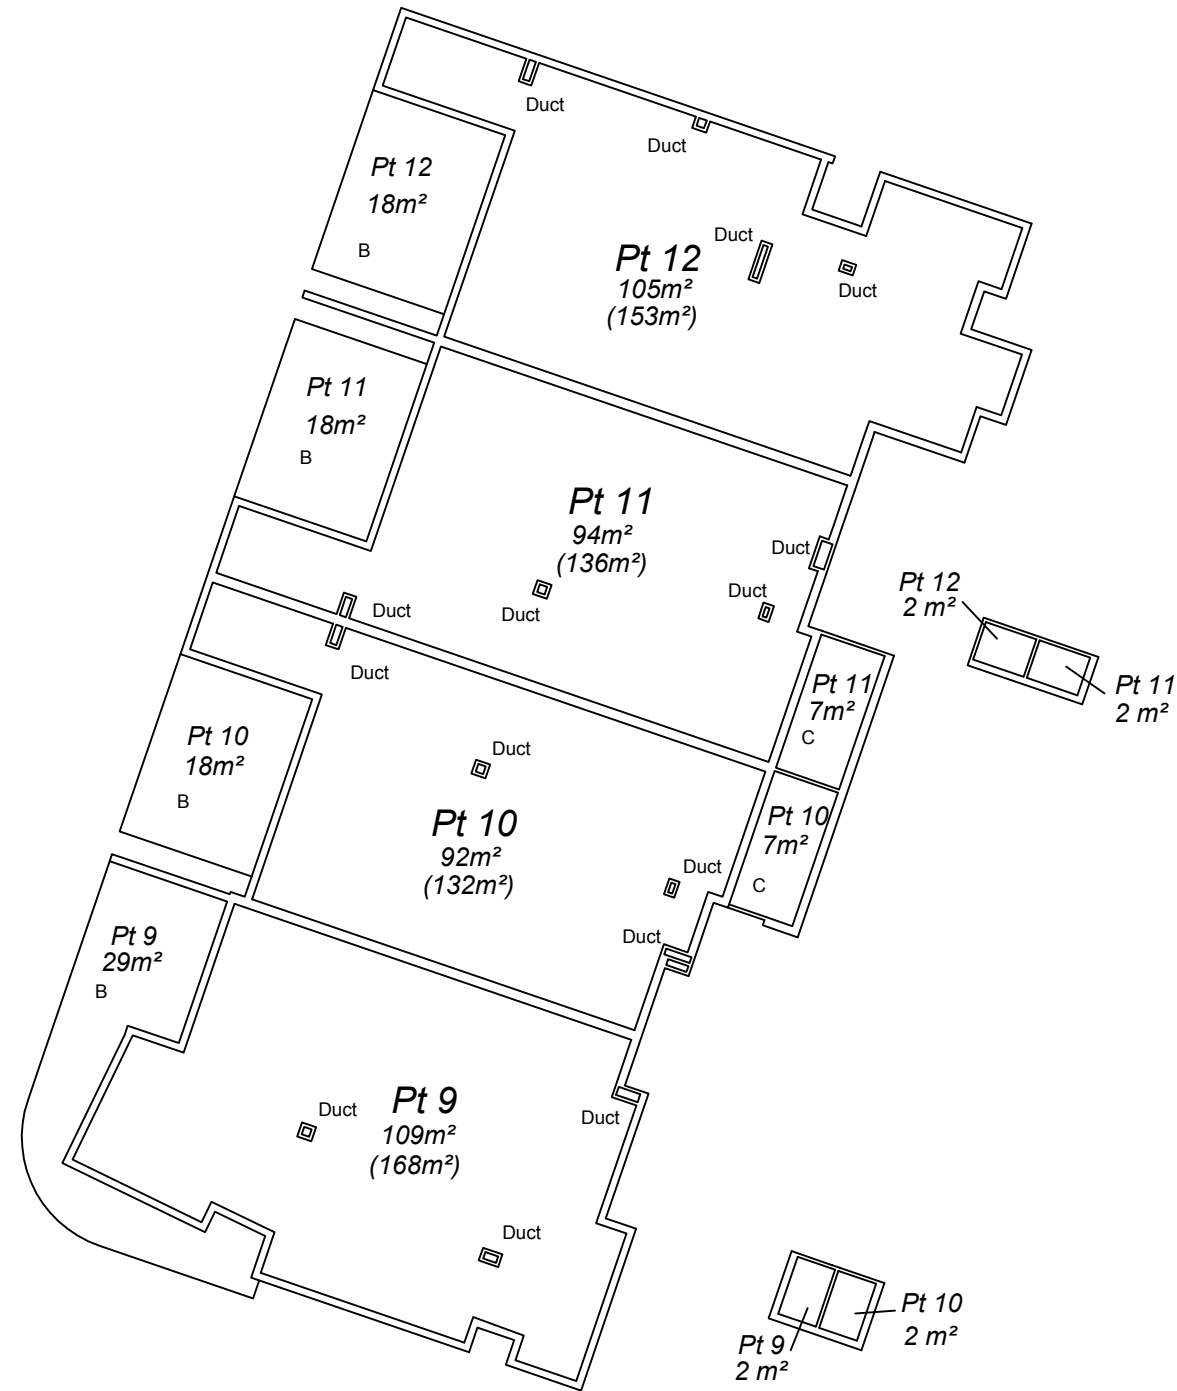 Duct
Duct
Pt 12
18m²
B
Duct
Pt 12
105m²
(153m²)
Duct
Pt 11
18m²
B
Pt 11
94m²
(136m²)
Duct
Duct
Duct
Duct
Duct
Pt 12
2 m²
Pt 11
2 m²
Pt 11
7m²
C
Pt 10
18m²
B
Duct
Pt 10
92m²
(132m²)
Pt 10
7m²
C
Duct
Duct
Pt 9
29m²
B
Pt 9
109m²
(168m²)
Duct
Duct
Duct
Pt 10
2 m²
Pt 9
2 m²